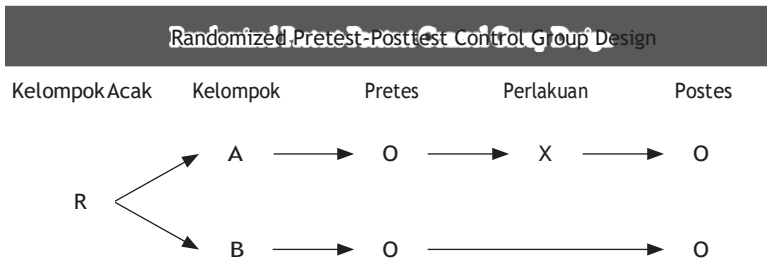 Randomized Pretest-Posttest Control Group Design
Kelompok Acak Kelompok Pretes Perlakuan Postes
A O X O
R
B O O